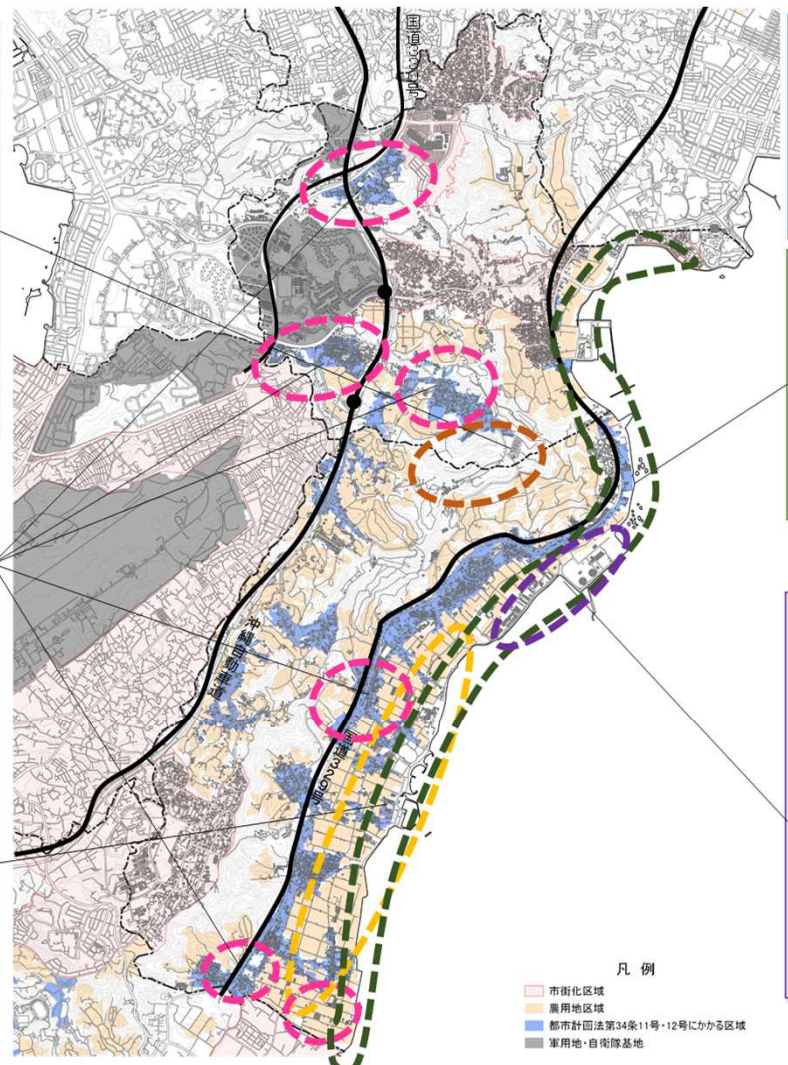 国道330号
沖縄自動車道
国道329号
凡 例
市街化区域
農用地区域
都市計画法第34条11号・12号にかかる区域
軍用地・自衛隊基地